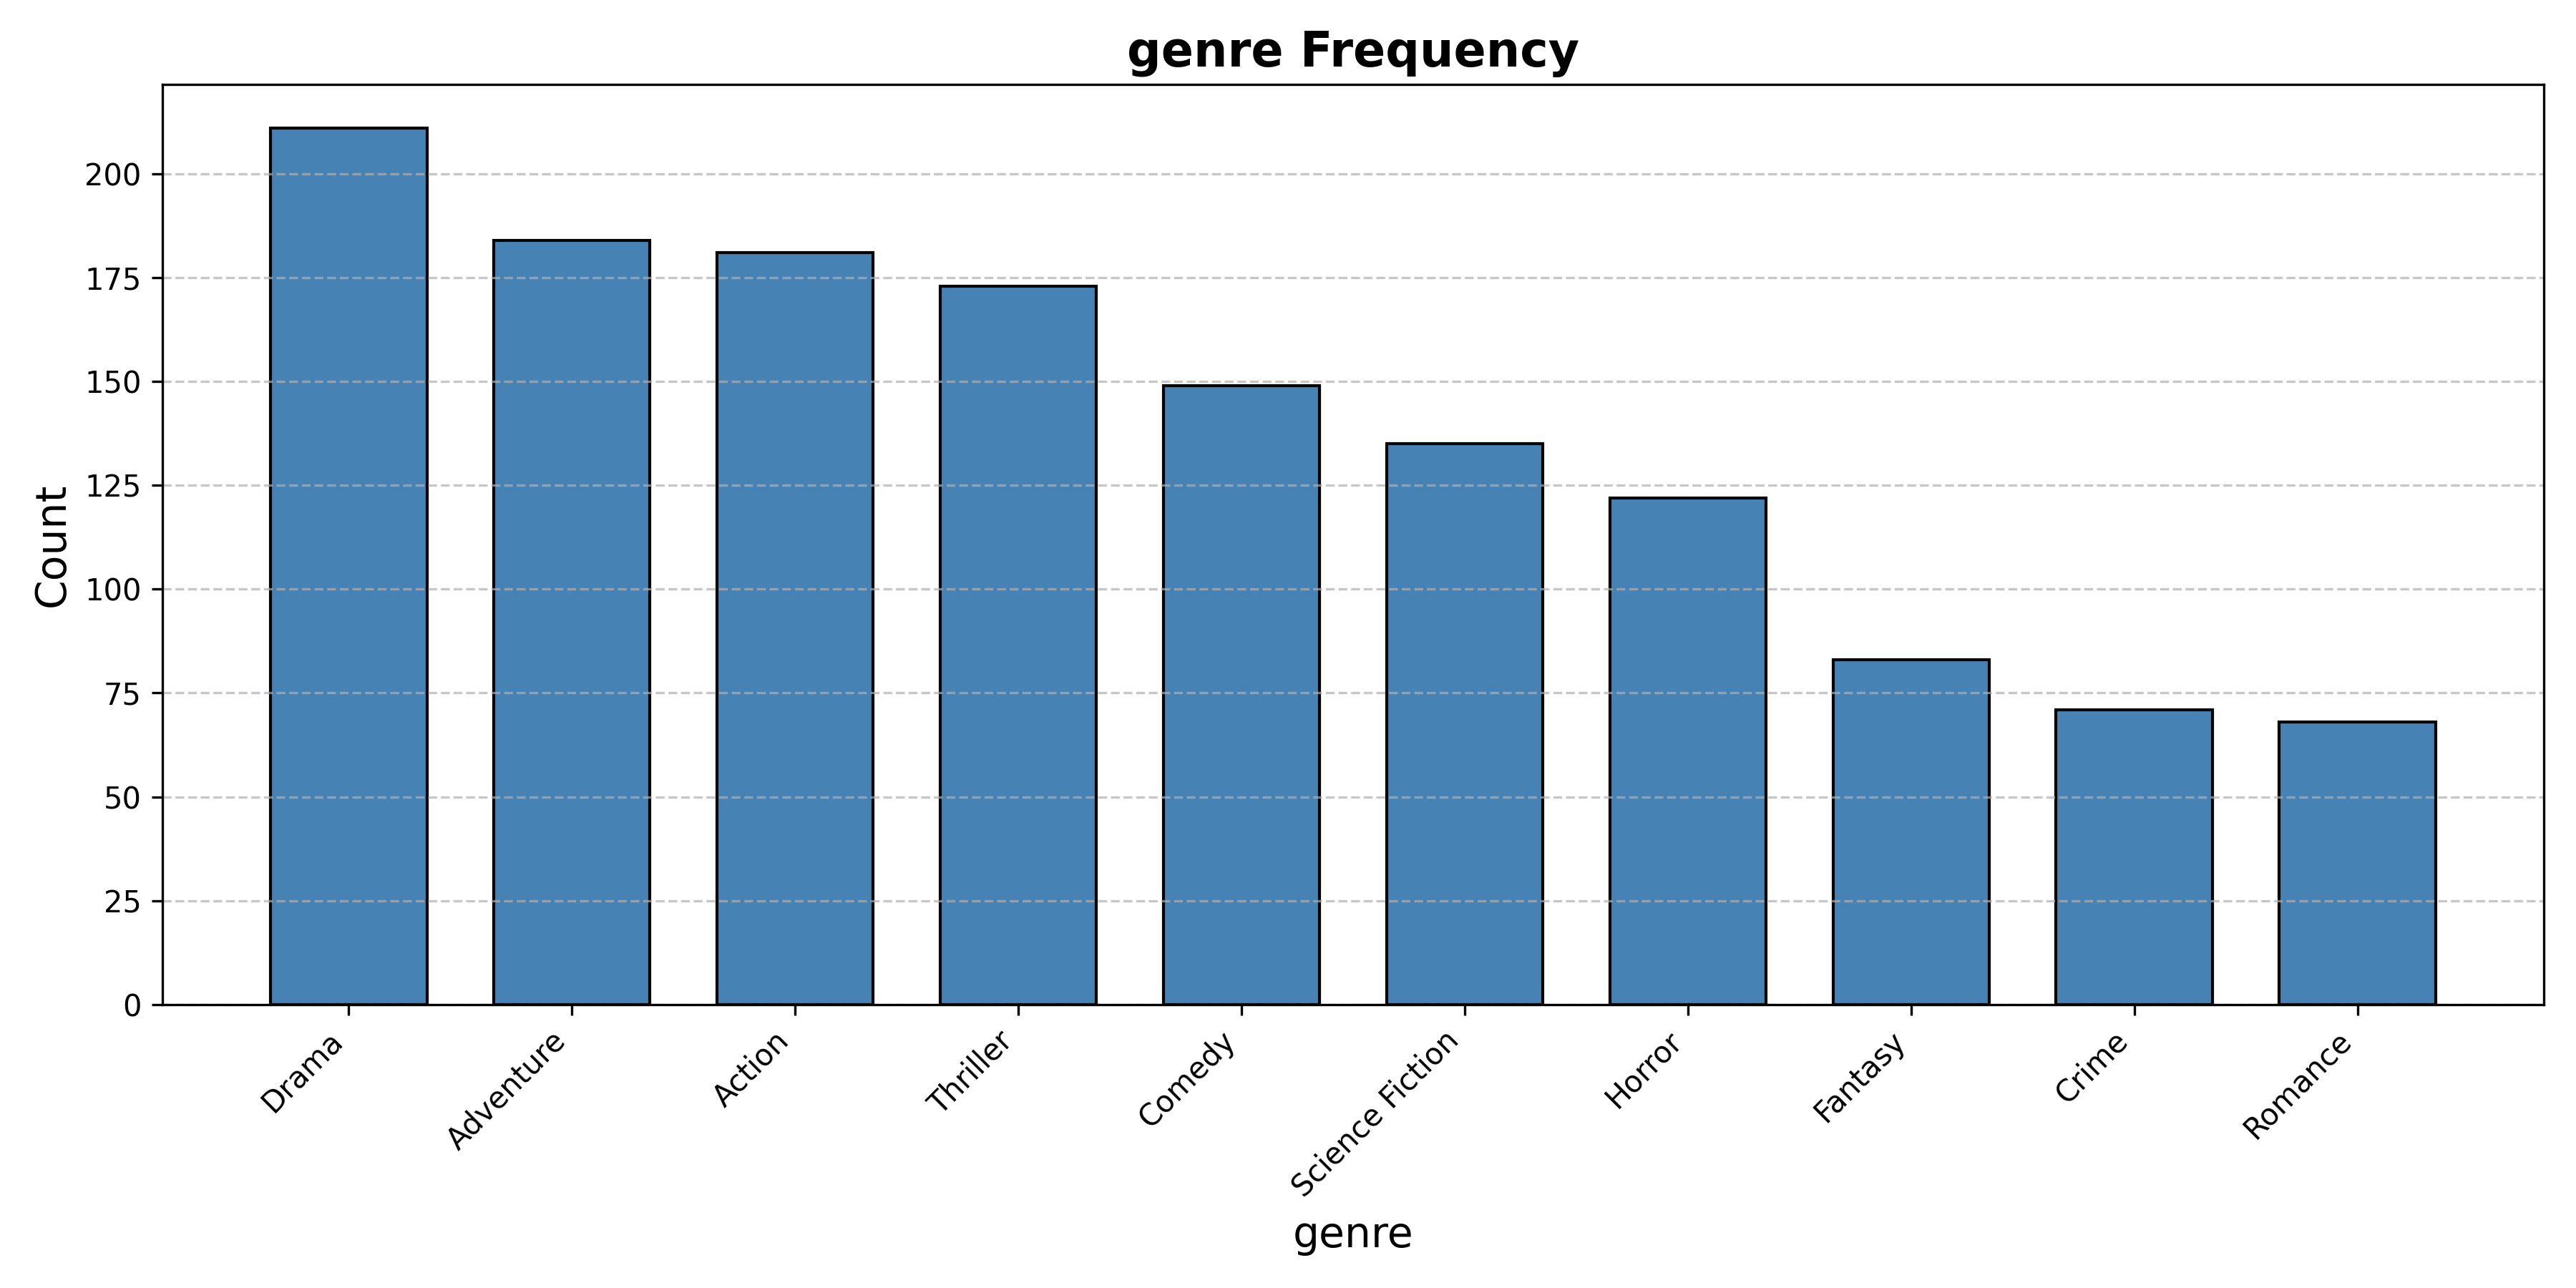 genre Frequency
Count
200
175
150
125
100
75
50
25
0
Drama
Adventure
Action
Thriller
Comedy
Science Fiction
Horror
Fantasy
Crime
Romance
genre